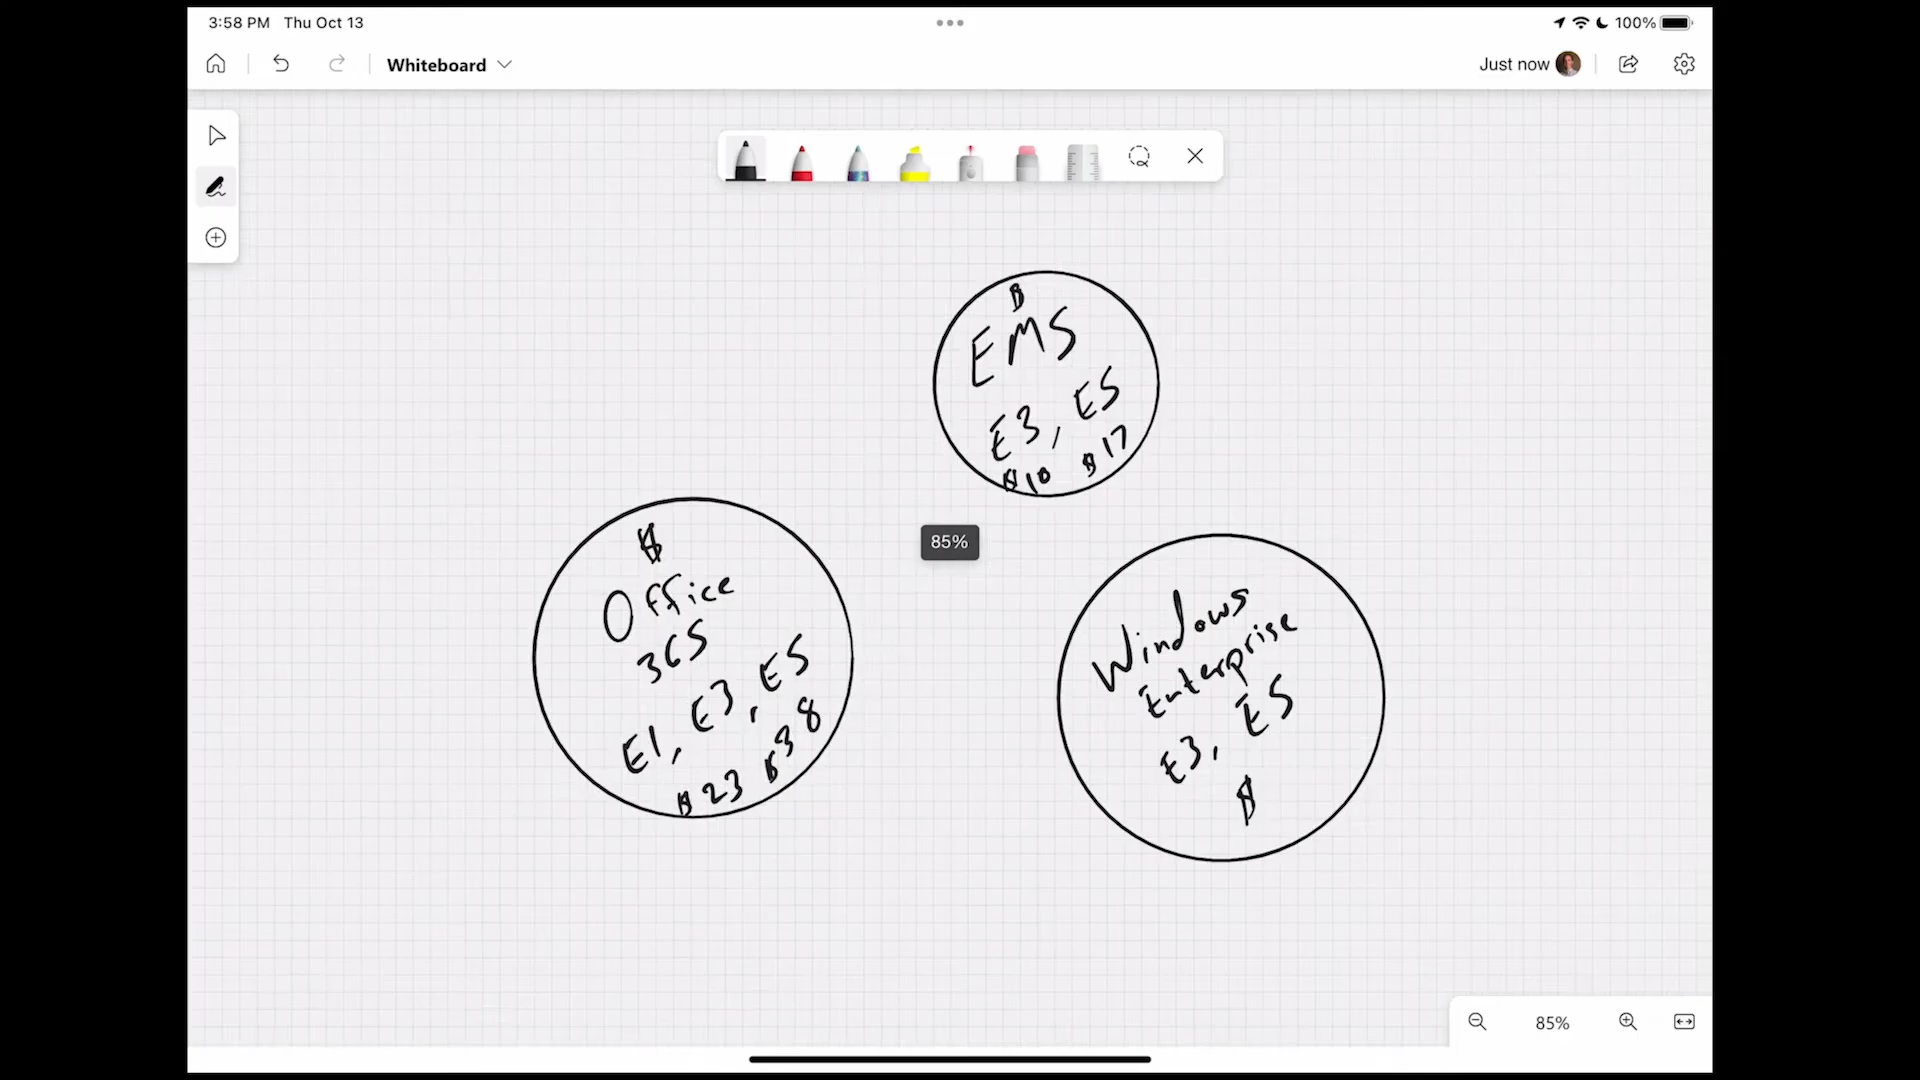 3:58 PM Thu Oct 13
100%
Whiteboard
Just now
$
EMS
E3, E5
$10 $17
85%
$
Office
365
E1, E3, E5
$23 $38
Windows
Enterprise
E3, E5
$
85%